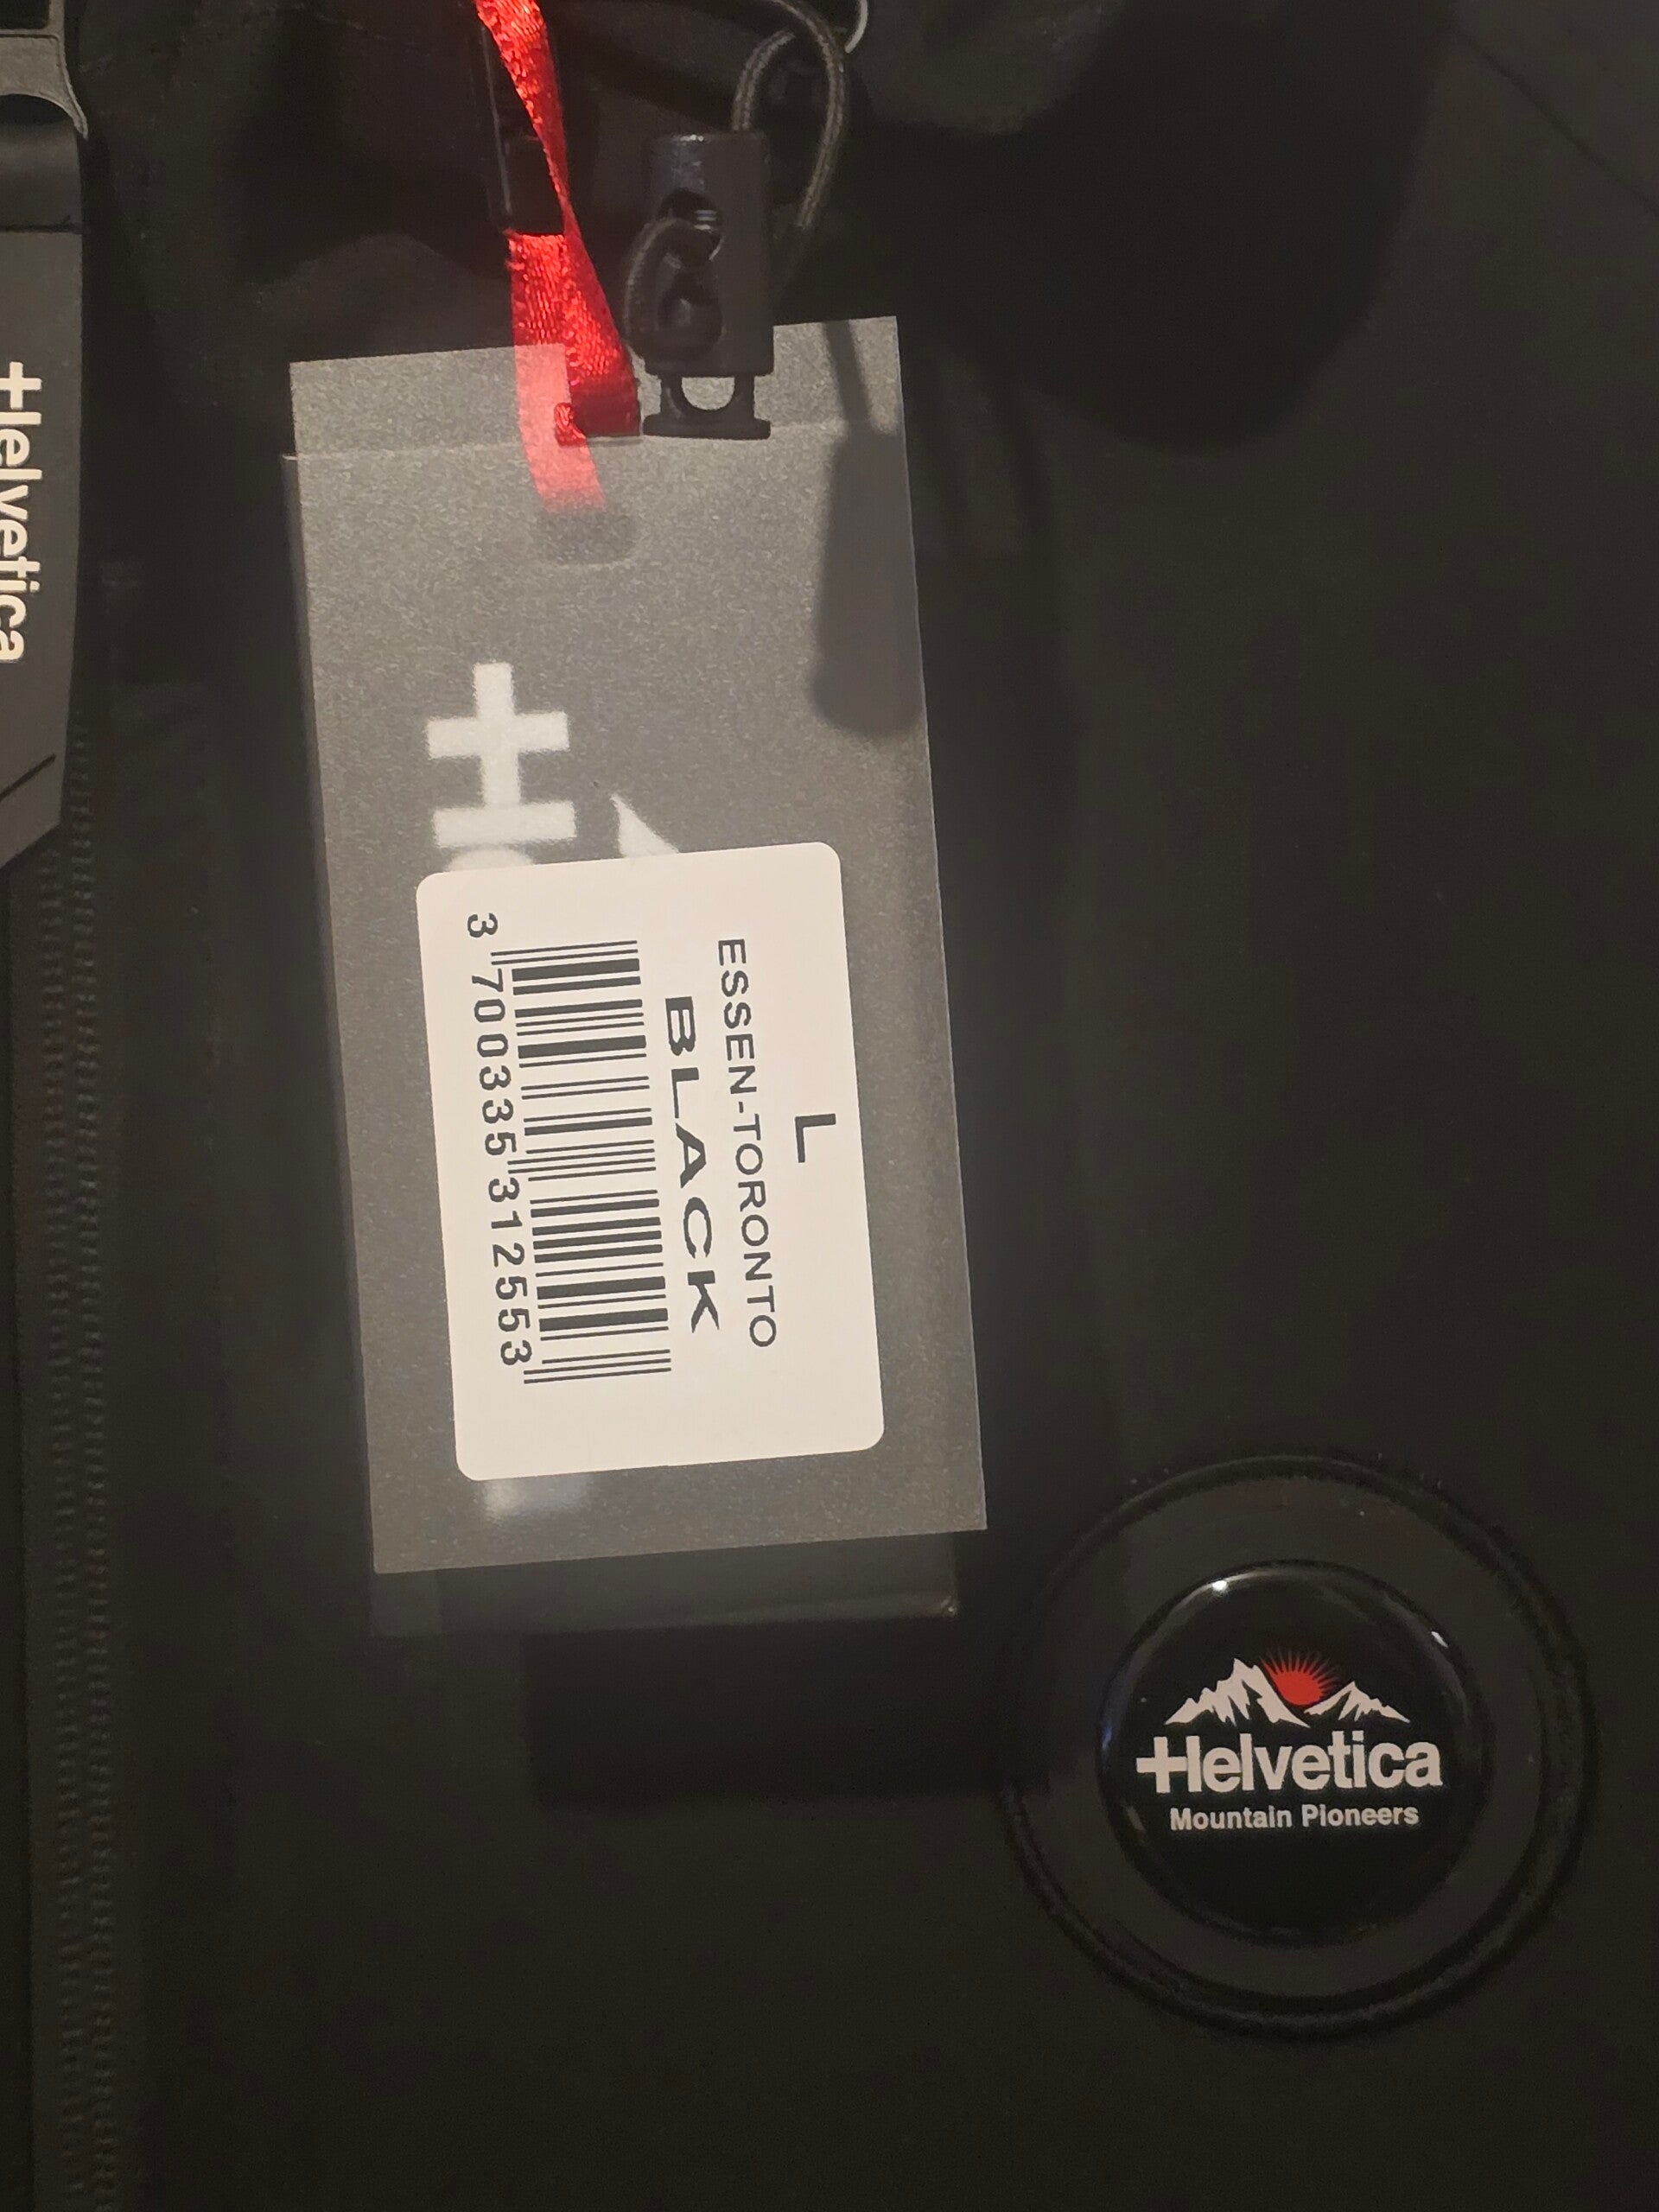 Helvetica
L
ESSEN-TORONTO
BLACK
3 700335 312553
Helvetica
Mountain Pioneers